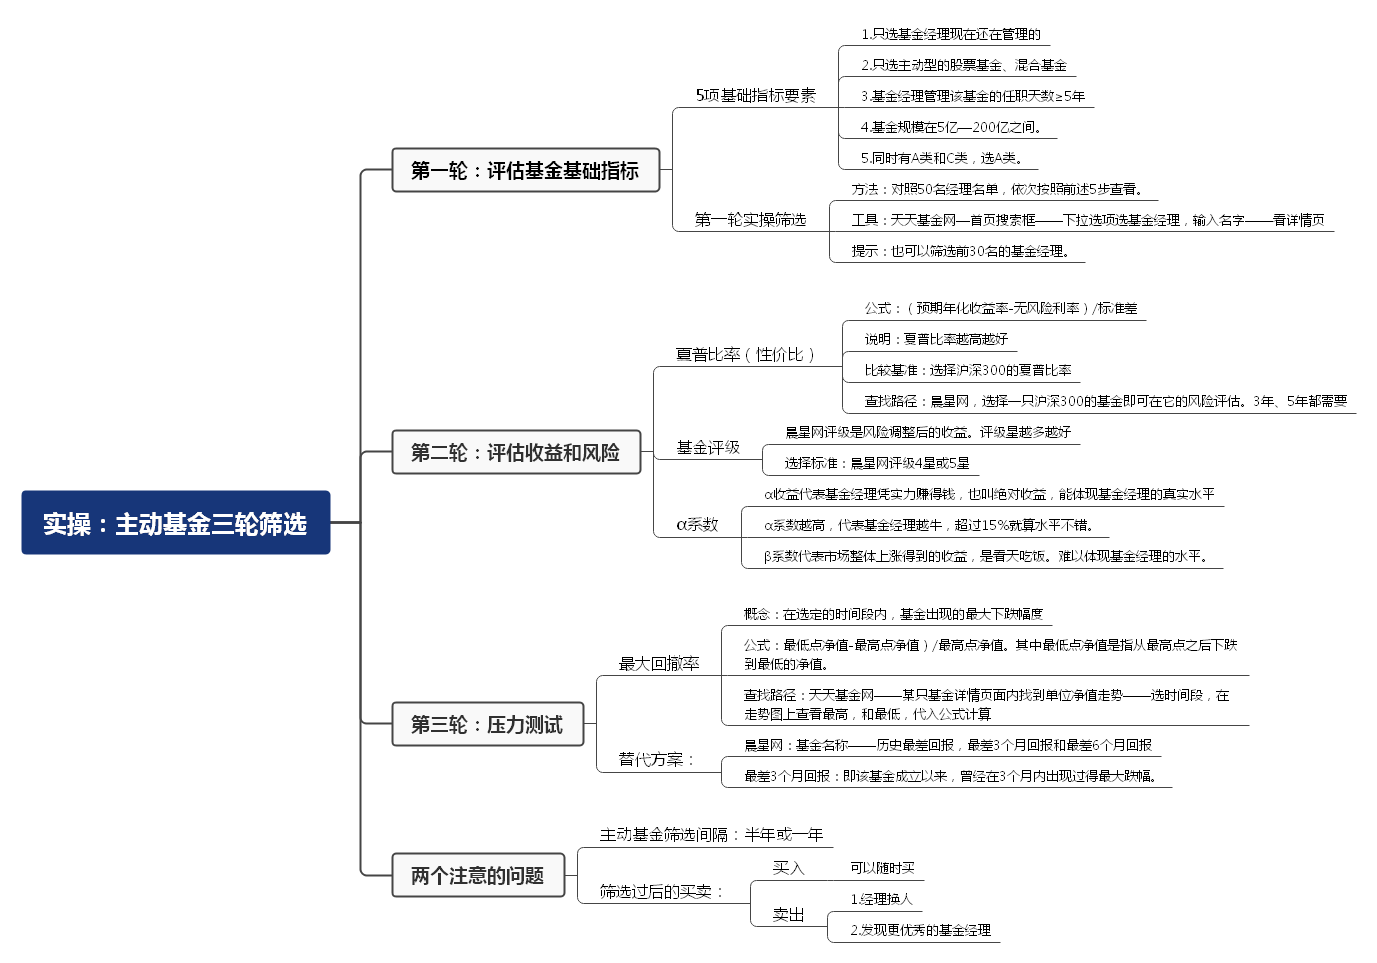 实操：主动基金三轮筛选
第一轮：评估基金基础指标
5项基础指标要素
1.只选基金经理现在还在管理的
2.只选主动型的股票基金、混合基金
3.基金经理管理该基金的任职天数≥5年
4.基金规模在5亿—200亿之间。
5.同时有A类和C类，选A类。
第一轮实操筛选
方法：对照50名经理名单，依次按照前述5步查看。
工具：天天基金网—首页搜索框——下拉选项选基金经理，输入名字——看详情页
提示：也可以筛选前30名的基金经理。
第二轮：评估收益和风险
夏普比率（性价比）
公式：（预期年化收益率-无风险利率）/标准差
说明：夏普比率越高越好
比较基准：选择沪深300的夏普比率
查找路径：晨星网，选择一只沪深300的基金即可在它的风险评估。3年、5年都需要
基金评级
晨星网评级是风险调整后的收益。评级星越多越好
选择标准：晨星网评级4星或5星
α系数
α收益代表基金经理凭实力赚得钱，也叫绝对收益，能体现基金经理的真实水平
α系数越高，代表基金经理越牛，超过15%就算水平不错。
β系数代表市场整体上涨得到的收益，是看天吃饭。难以体现基金经理的水平。
第三轮：压力测试
最大回撤率
概念：在选定的时间段内，基金出现的最大下跌幅度
公式：最低点净值-最高点净值）/最高点净值。其中最低点净值是指从最高点之后下跌
到最低的净值。
查找路径：天天基金网——某只基金详情页面内找到单位净值走势——选时间段，在
走势图上查看最高，和最低，代入公式计算
替代方案：
晨星网：基金名称——历史最差回报，最差3个月回报和最差6个月回报
最差3个月回报：即该基金成立以来，曾经在3个月内出现过得最大跌幅。
两个注意的问题
主动基金筛选间隔：半年或一年
筛选过后的买卖：
买入
可以随时买
卖出
1.经理换人
2.发现更优秀的基金经理